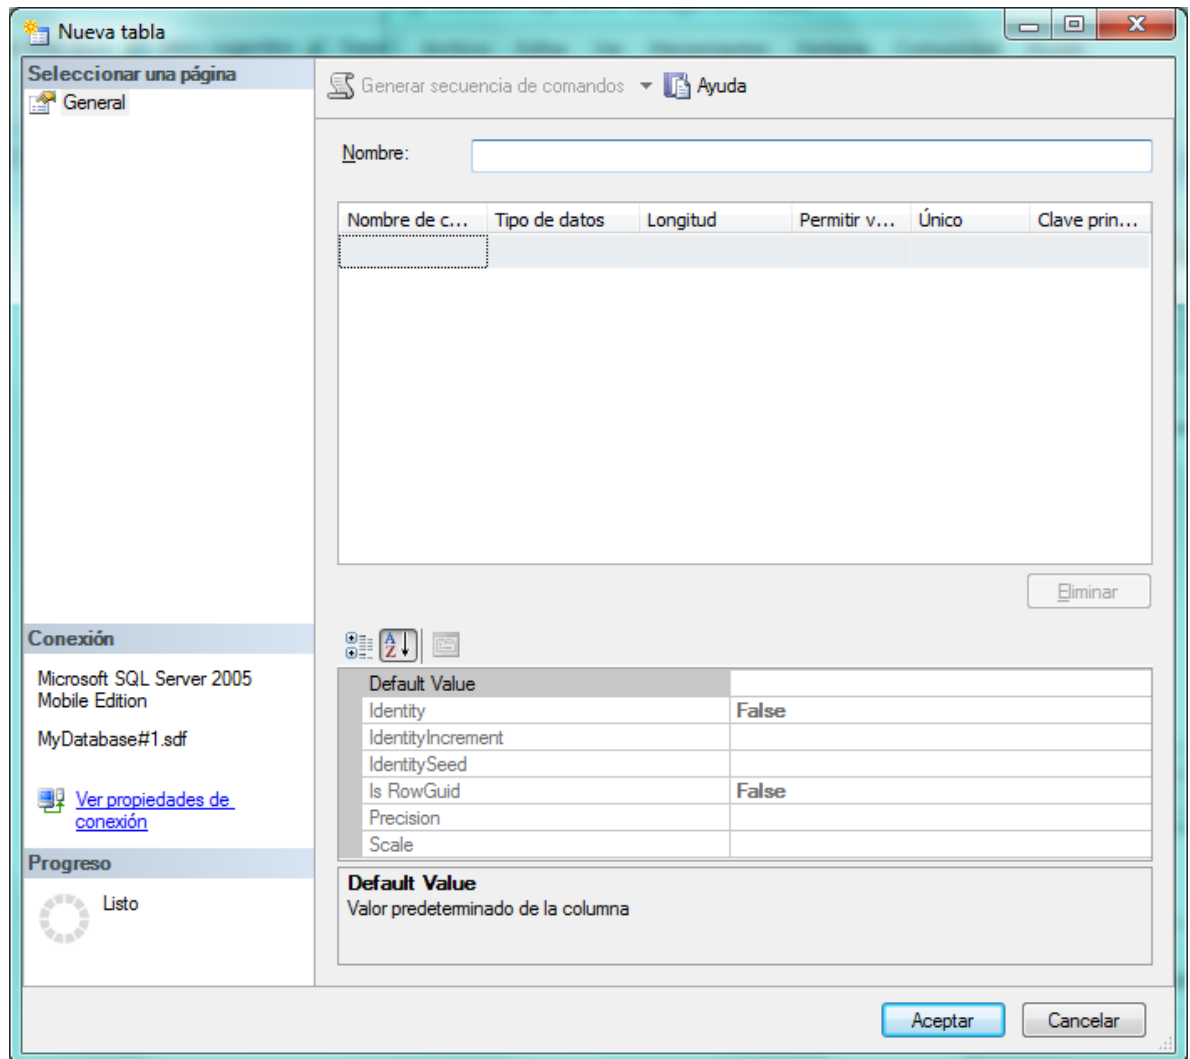 Nueva tabla
Seleccionar una página
General
Generar secuencia de comandos
Ayuda
Nombre:
Nombre de c... Tipo de datos Longitud Permitir v... Único Clave prin...
Eliminar
Conexión
Microsoft SQL Server 2005
Mobile Edition
MyDatabase#1.sdf
Ver propiedades de
conexión
Progreso
Listo
Default Value
Identity False
IdentityIncrement
IdentitySeed
Is RowGuid False
Precision
Scale
Default Value
Valor predeterminado de la columna
Aceptar Cancelar